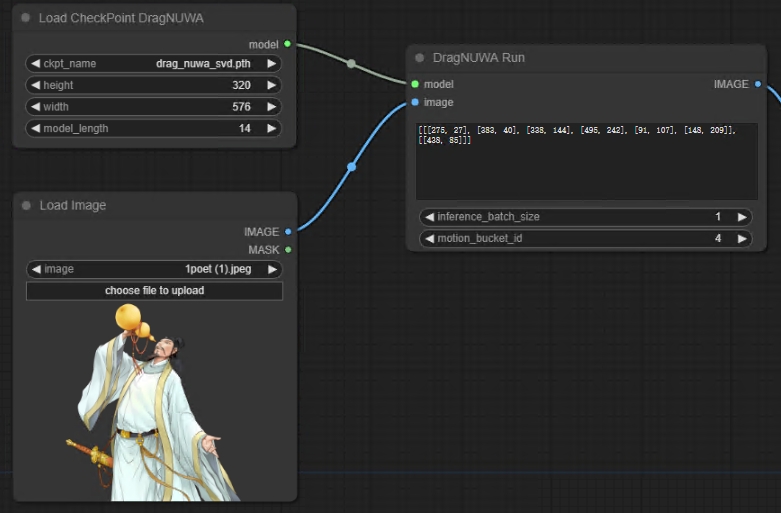 Load CheckPoint DragNUWA
model
ckpt_name drag_nuwa_svd.pth
height 320
width 576
model_length 14
Load Image
IMAGE
MASK
image 1poet (1).jpeg
choose file to upload
DragNUWA Run
model IMAGE
image
[[[275, 27], [383, 40], [338, 144], [495, 242], [91, 107], [148, 209]],
[[438, 85]]]
inference_batch_size 1
motion_bucket_id 4